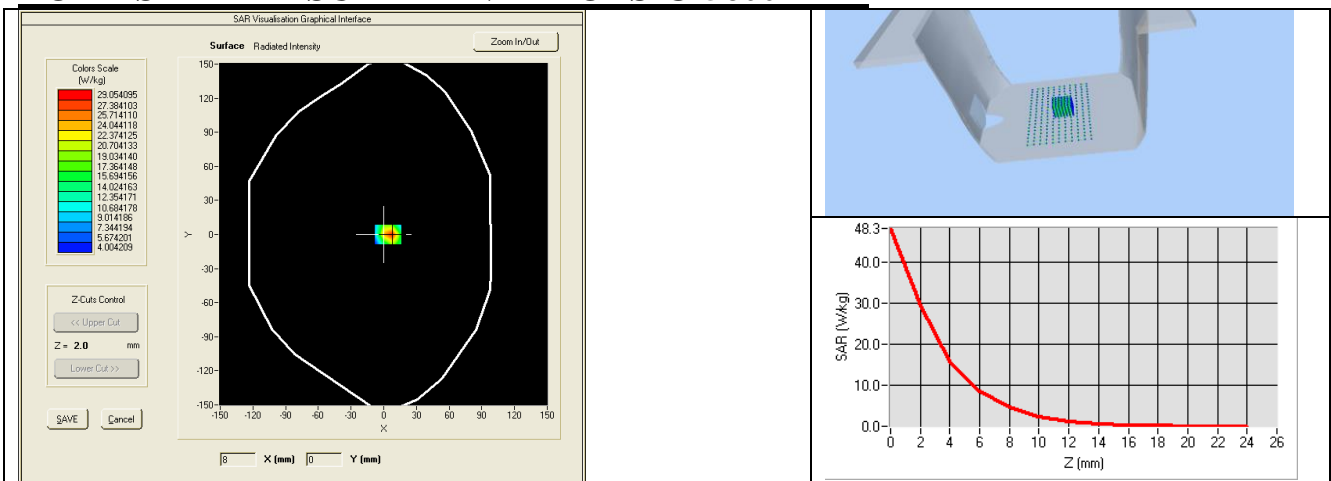 SAR Visualisation Graphical Interface
Surface Radiated Intensity
Zoom In/Out
Colors Scale
(W/kg)
29.054095
27.384103
25.714110
24.044118
22.374125
20.704133
19.034140
17.364148
15.694156
14.024163
12.354171
10.684178
9.014186
7.344194
5.674201
4.004209
Z-Cuts Control
<< Upper Cut
Z = 2.0 mm
Lower Cut >>
SAVE Cancel
150
120
90
60
30
0
-30
-60
-90
-120
-150
Y
-150 -120 -90 -60 -30 0 30 60 90 120 150
X
8 X (mm) 0 Y (mm)
48.3
40.0
30.0
20.0
10.0
0.0
SAR (W/kg)
0 2 4 6 8 10 12 14 16 18 20 22 24 26
Z (mm)